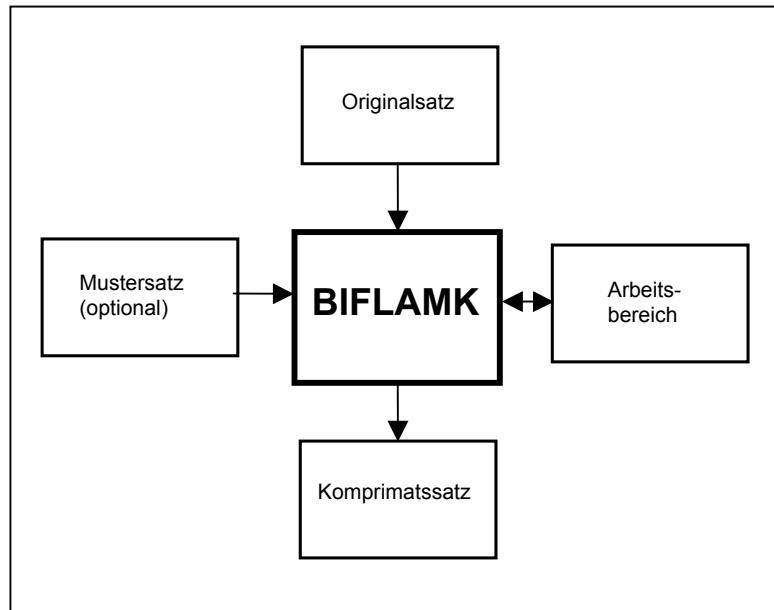 Originalsatz
Mustersatz
(optional)
BIFLAMK
Arbeits-
bereich
Komprimatssatz